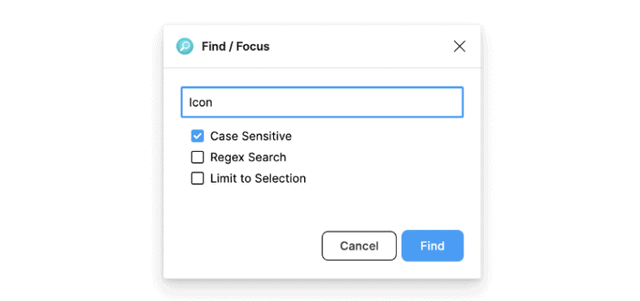 Find / Focus
Icon
Case Sensitive
Regex Search
Limit to Selection
Cancel Find